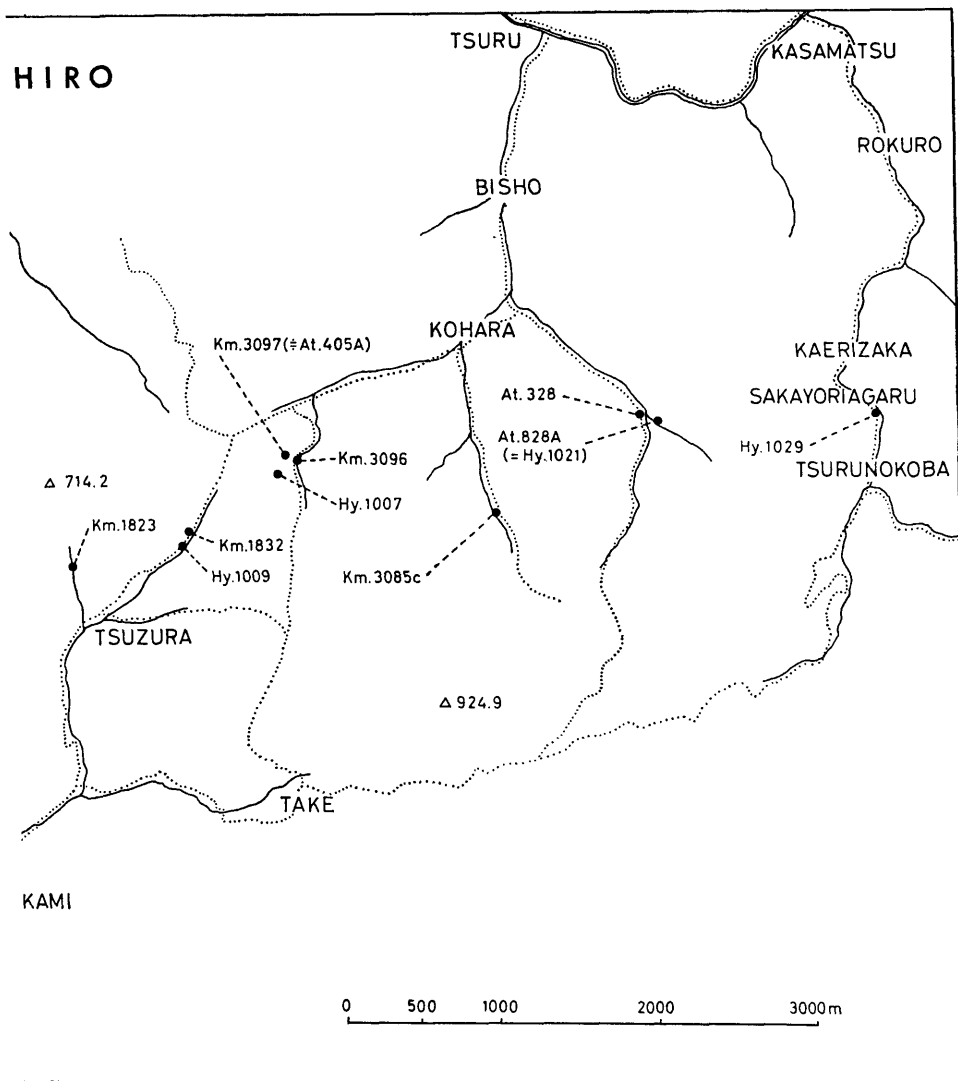 TSURU
KASAMATSU
HIRO
ROKURO
BISHO
KOHARA
Km.3097(≑At.405A)
KAERIZAKA
At. 328
SAKAYORIAGARU
At.828A
(= Hy.1021)
Hy.1029
Km.3096
TSURUNOKOBA
△ 714.2
Hy.1007
Km.1823
Km.1832
Hy.1009
Km.3085c
TSUZURA
△ 924.9
TAKE
KAMI
0 500 1000 2000 3000m